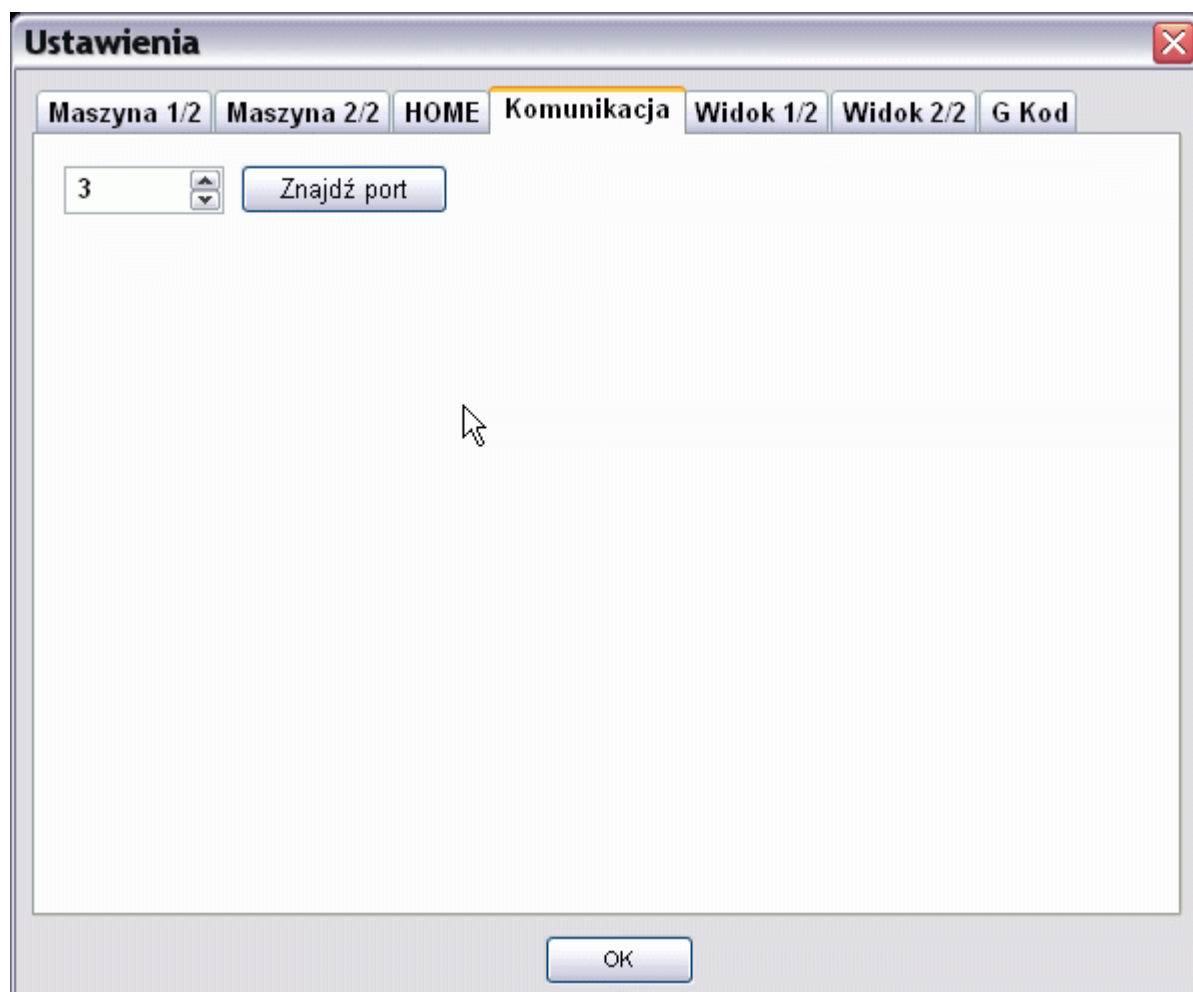 Ustawienia
Maszyna 1/2 Maszyna 2/2 HOME Komunikacja Widok 1/2 Widok 2/2 G Kod
3 Znajdź port
OK